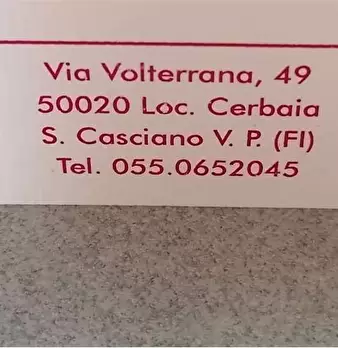 Via Volterrana, 49
50020 Loc. Cerbaia
S. Casciano V. P. (FI)
Tel. 055.0652045